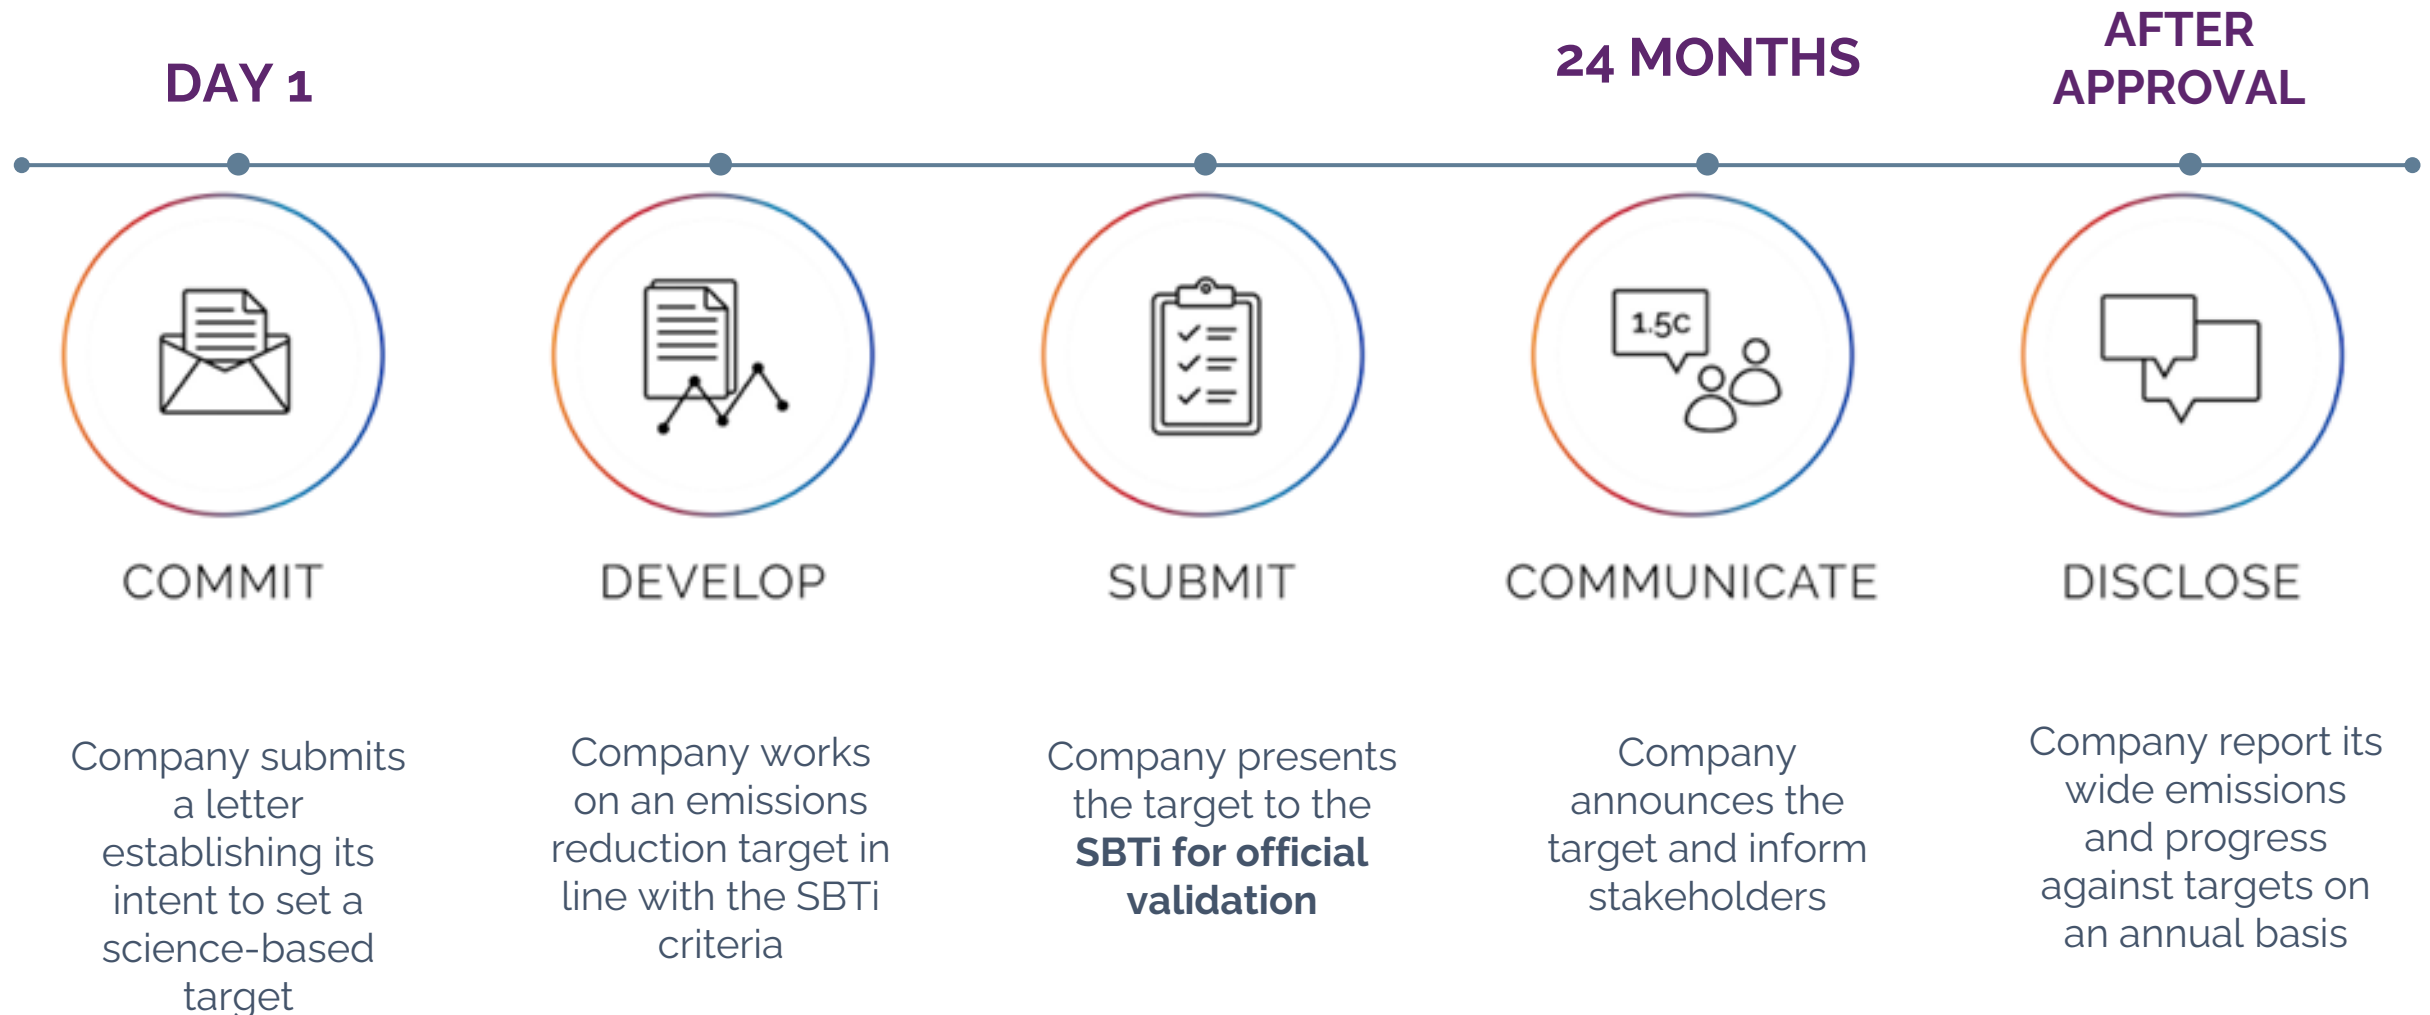 DAY 1
24 MONTHS
AFTER
APPROVAL
1.5c
COMMIT
DEVELOP
SUBMIT
COMMUNICATE
DISCLOSE
Company submits
a letter
establishing its
intent to set a
science-based
target
Company works
on an emissions
reduction target in
line with the SBTi
criteria
Company presents
the target to the
SBTi for official
validation
Company
announces the
target and inform
stakeholders
Company report its
wide emissions
and progress
against targets on
an annual basis